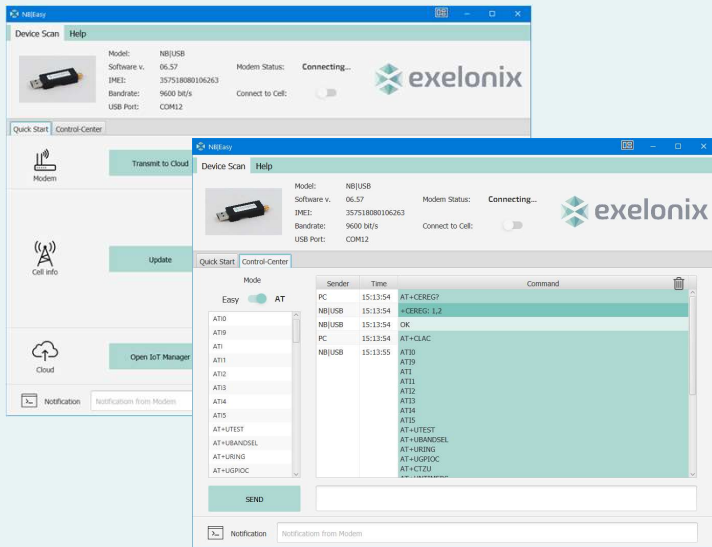 NB|Easy
DE
Device Scan Help
Model: NB|USB
Software v. 06.57
IMEI: 357518080106263
Bandrate: 9600 bit/s
USB Port: COM12
Modem Status: Connecting...
Connect to Cell:
exelonix
Quick Start Control-Center
Modem
Transmit to Cloud
Cell info
Update
Cloud
Open IoT Manager
Notification Notificatiom from Modem
NB|Easy
DE
Device Scan Help
Model: NB|USB
Software v. 06.57
IMEI: 357518080106263
Bandrate: 9600 bit/s
USB Port: COM12
Modem Status: Connecting...
Connect to Cell:
exelonix
Quick Start Control-Center
Mode
Easy AT
ATI0
ATI9
ATI
ATI1
ATI2
ATI3
ATI4
ATI5
AT+UTEST
AT+UBANDSEL
AT+URING
AT+UGPIOC
SEND
Sender Time Command
PC 15:13:54 AT+CEREG?
NB|USB 15:13:54 +CEREG: 1,2
NB|USB 15:13:54 OK
PC 15:13:54 AT+CLAC
NB|USB 15:13:55 ATI0
ATI9
ATI
ATI1
ATI2
ATI3
ATI4
ATI5
AT+UTEST
AT+UBANDSEL
AT+URING
AT+UGPIOC
AT+CTZU
Notification Notificatiom from Modem